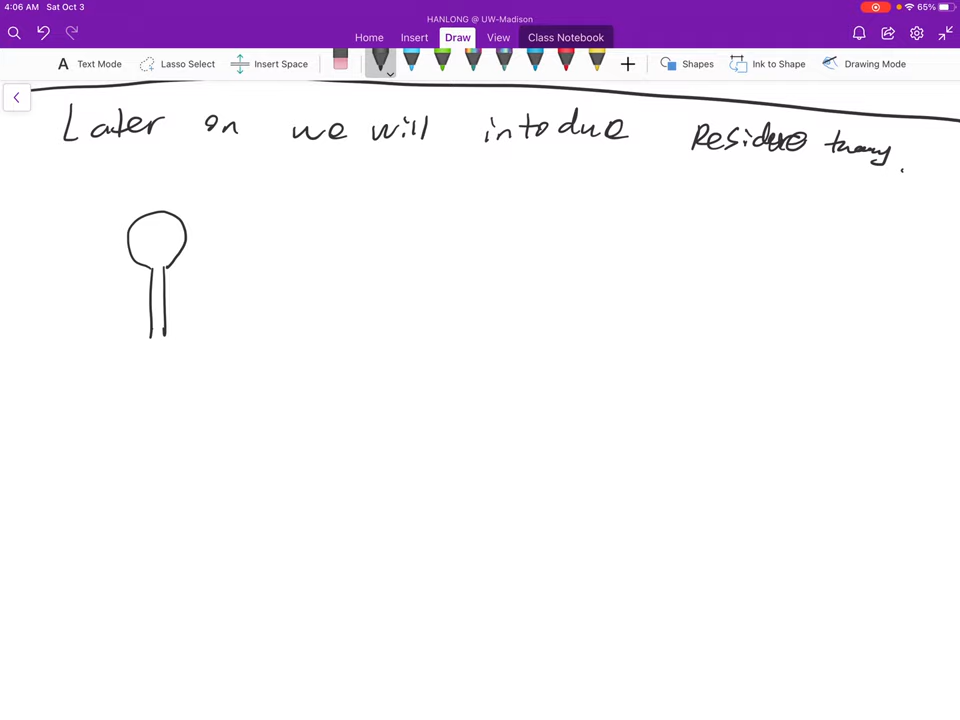 4:06 AM Sat Oct 3
65%
HANLONG @ UW-Madison
Home Insert Draw View Class Notebook
A Text Mode Lasso Select Insert Space Shapes Ink to Shape Drawing Mode
Later on we will intodue Residue theory.